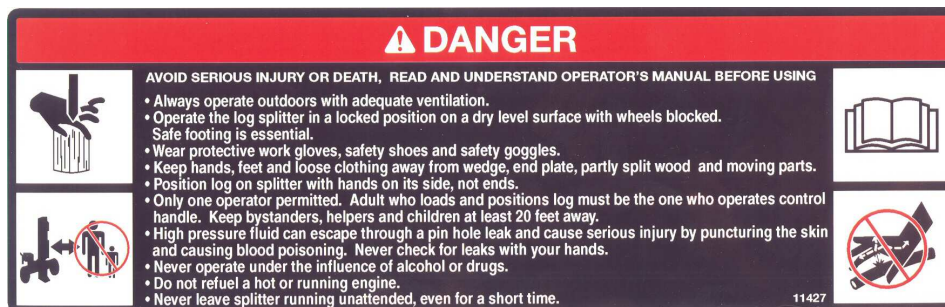 DANGER
AVOID SERIOUS INJURY OR DEATH, READ AND UNDERSTAND OPERATOR'S MANUAL BEFORE USING
• Always operate outdoors with adequate ventilation.
• Operate the log splitter in a locked position on a dry level surface with wheels blocked.
Safe footing is essential.
• Wear protective work gloves, safety shoes and safety goggles.
• Keep hands, feet and loose clothing away from wedge, end plate, partly split wood and moving parts.
• Position log on splitter with hands on its side, not ends.
• Only one operator permitted. Adult who loads and positions log must be the one who operates control
handle. Keep bystanders, helpers and children at least 20 feet away.
• High pressure fluid can escape through a pin hole leak and cause serious injury by puncturing the skin
and causing blood poisoning. Never check for leaks with your hands.
• Never operate under the influence of alcohol or drugs.
• Do not refuel a hot or running engine.
• Never leave splitter running unattended, even for a short time.
11427